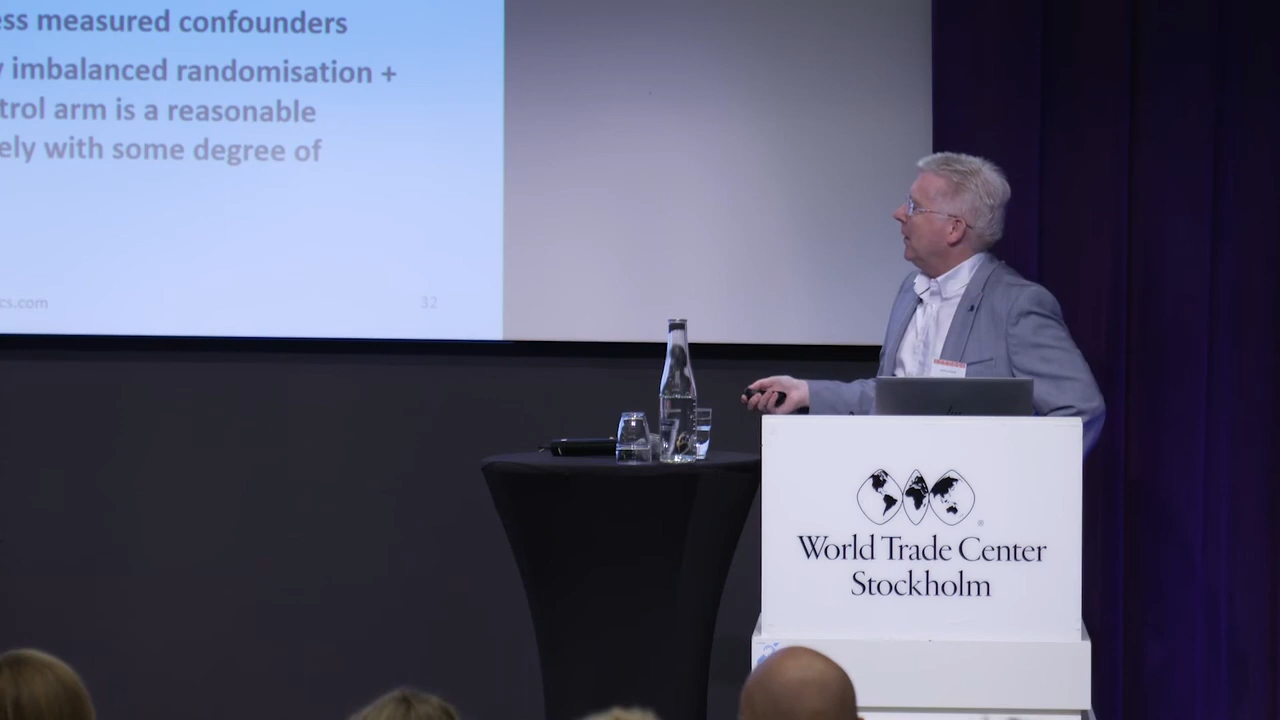 ess measured confounders
y imbalanced randomisation +
trol arm is a reasonable
ely with some degree of
cs.com
32
World Trade Center
Stockholm
®
hp